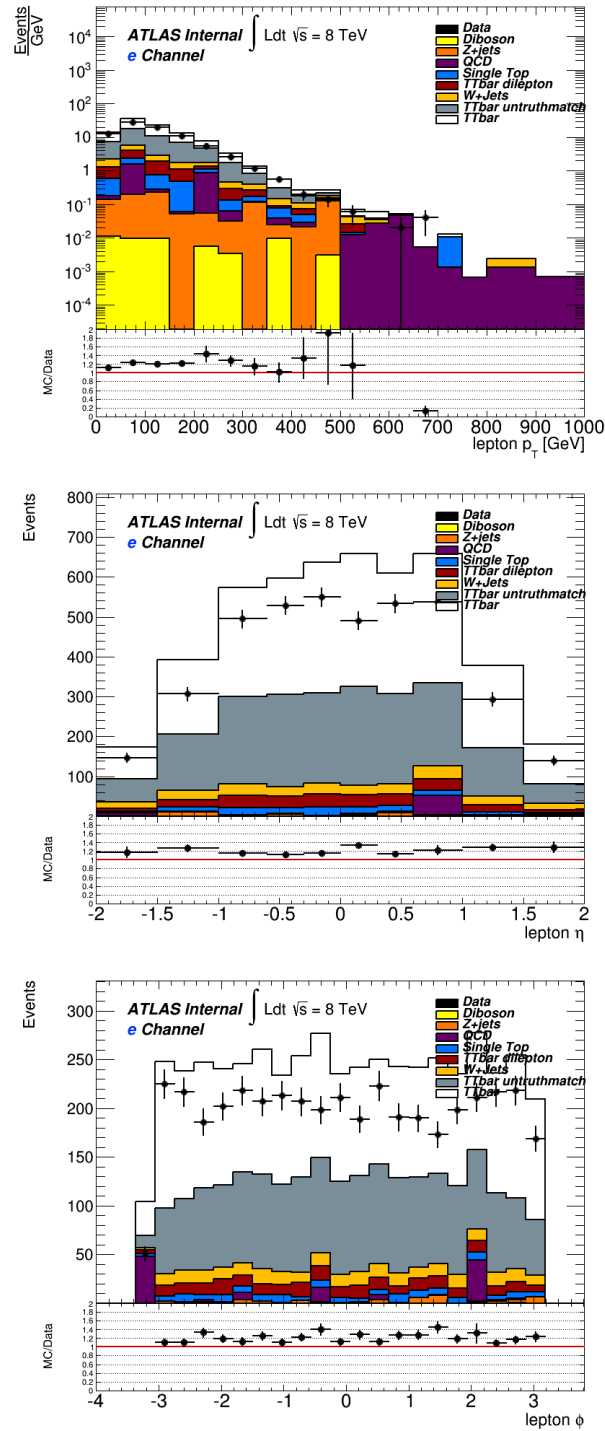 Events
GeV
ATLAS Internal ∫ Ldt √s = 8 TeV
e Channel
Data
Diboson
Z+jets
QCD
Single Top
TTbar dilepton
W+Jets
TTbar untruthmatch
TTbar
10⁴
10³
10²
10
1
10⁻¹
10⁻²
10⁻³
10⁻⁴
MC/Data
2
1.8
1.6
1.4
1.2
1
0.8
0.6
0.4
0.2
0
0 100 200 300 400 500 600 700 800 900 1000
lepton p_T [GeV]
Events
ATLAS Internal ∫ Ldt √s = 8 TeV
e Channel
Data
Diboson
Z+jets
QCD
Single Top
TTbar dilepton
W+Jets
TTbar untruthmatch
TTbar
800
700
600
500
400
300
200
100
MC/Data
2
1.8
1.6
1.4
1.2
1
0.8
0.6
0.4
0.2
0
-2 -1.5 -1 -0.5 0 0.5 1 1.5 2
lepton η
Events
ATLAS Internal ∫ Ldt √s = 8 TeV
e Channel
Data
Diboson
Z+jets
QCD
Single Top
TTbar dilepton
W+Jets
TTbar untruthmatch
TTbar
300
250
200
150
100
50
MC/Data
2
1.8
1.6
1.4
1.2
1
0.8
0.6
0.4
0.2
0
-4 -3 -2 -1 0 1 2 3
lepton ϕ